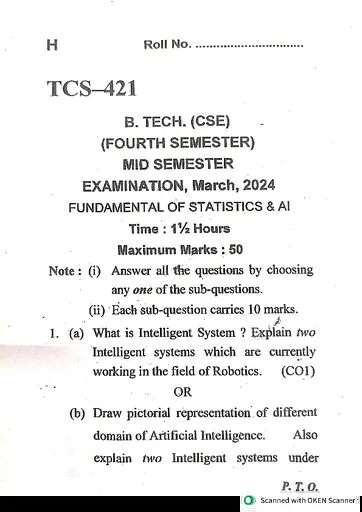 H Roll No. ................................
TCS–421
B. TECH. (CSE)
(FOURTH SEMESTER)
MID SEMESTER
EXAMINATION, March, 2024
FUNDAMENTAL OF STATISTICS & AI
Time : 1½ Hours
Maximum Marks : 50
Note : (i) Answer all the questions by choosing
any one of the sub-questions.
(ii) Each sub-question carries 10 marks.
1. (a) What is Intelligent System ? Explain two
Intelligent systems which are currently
working in the field of Robotics. (CO1)
OR
(b) Draw pictorial representation of different
domain of Artificial Intelligence. Also
explain two Intelligent systems under
P. T. O.
Scanned with OKEN Scanner